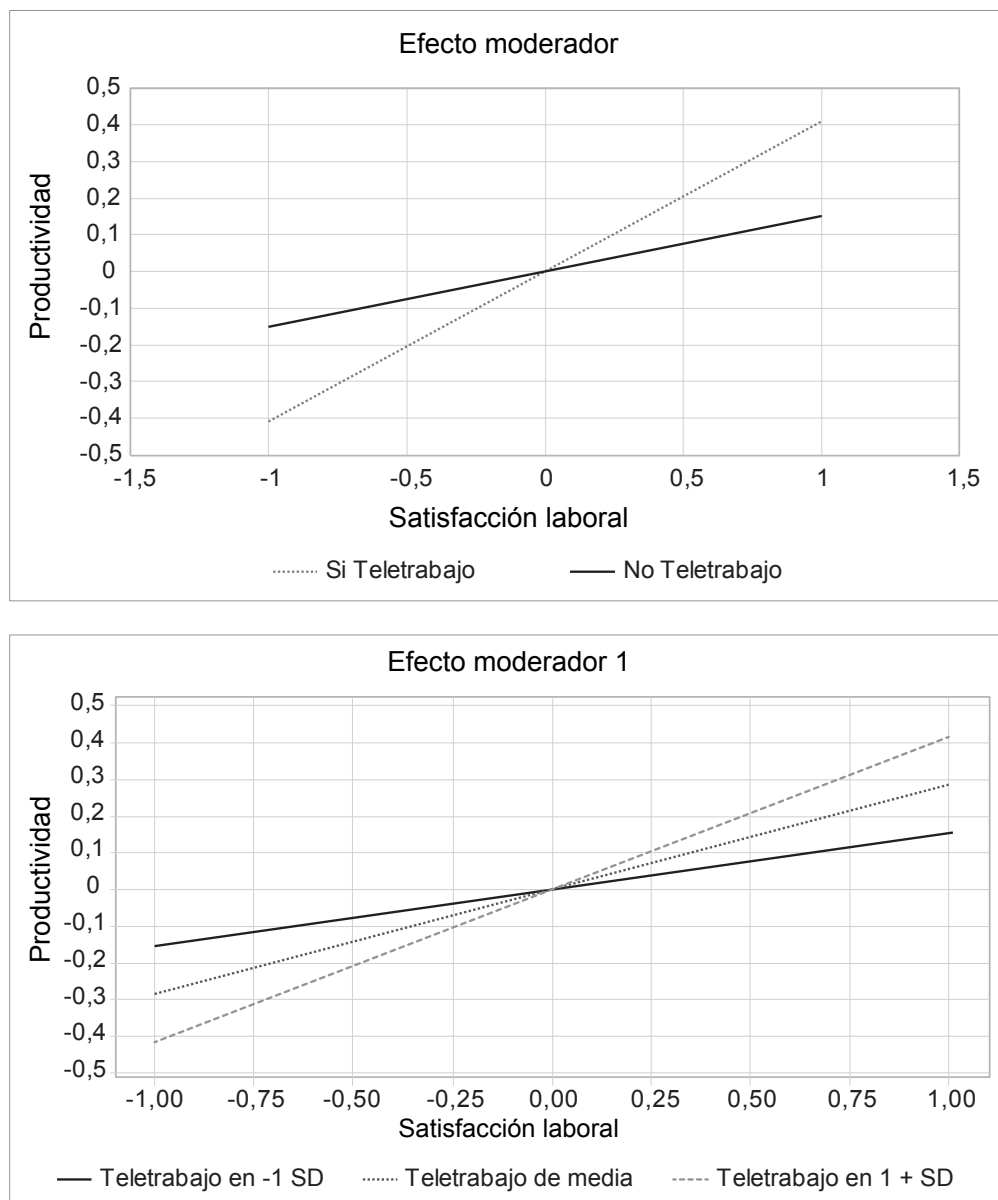 Efecto moderador
0,5
0,4
0,3
0,2
0,1
0
-0,1
-0,2
-0,3
-0,4
-0,5
Productividad
-1,5 -1 -0,5 0 0,5 1 1,5
Satisfacción laboral
Si Teletrabajo No Teletrabajo
Efecto moderador 1
0,5
0,4
0,3
0,2
0,1
0
-0,1
-0,2
-0,3
-0,4
-0,5
Productividad
-1,00 -0,75 -0,50 -0,25 0,00 0,25 0,50 0,75 1,00
Satisfacción laboral
Teletrabajo en -1 SD Teletrabajo de media Teletrabajo en 1 + SD